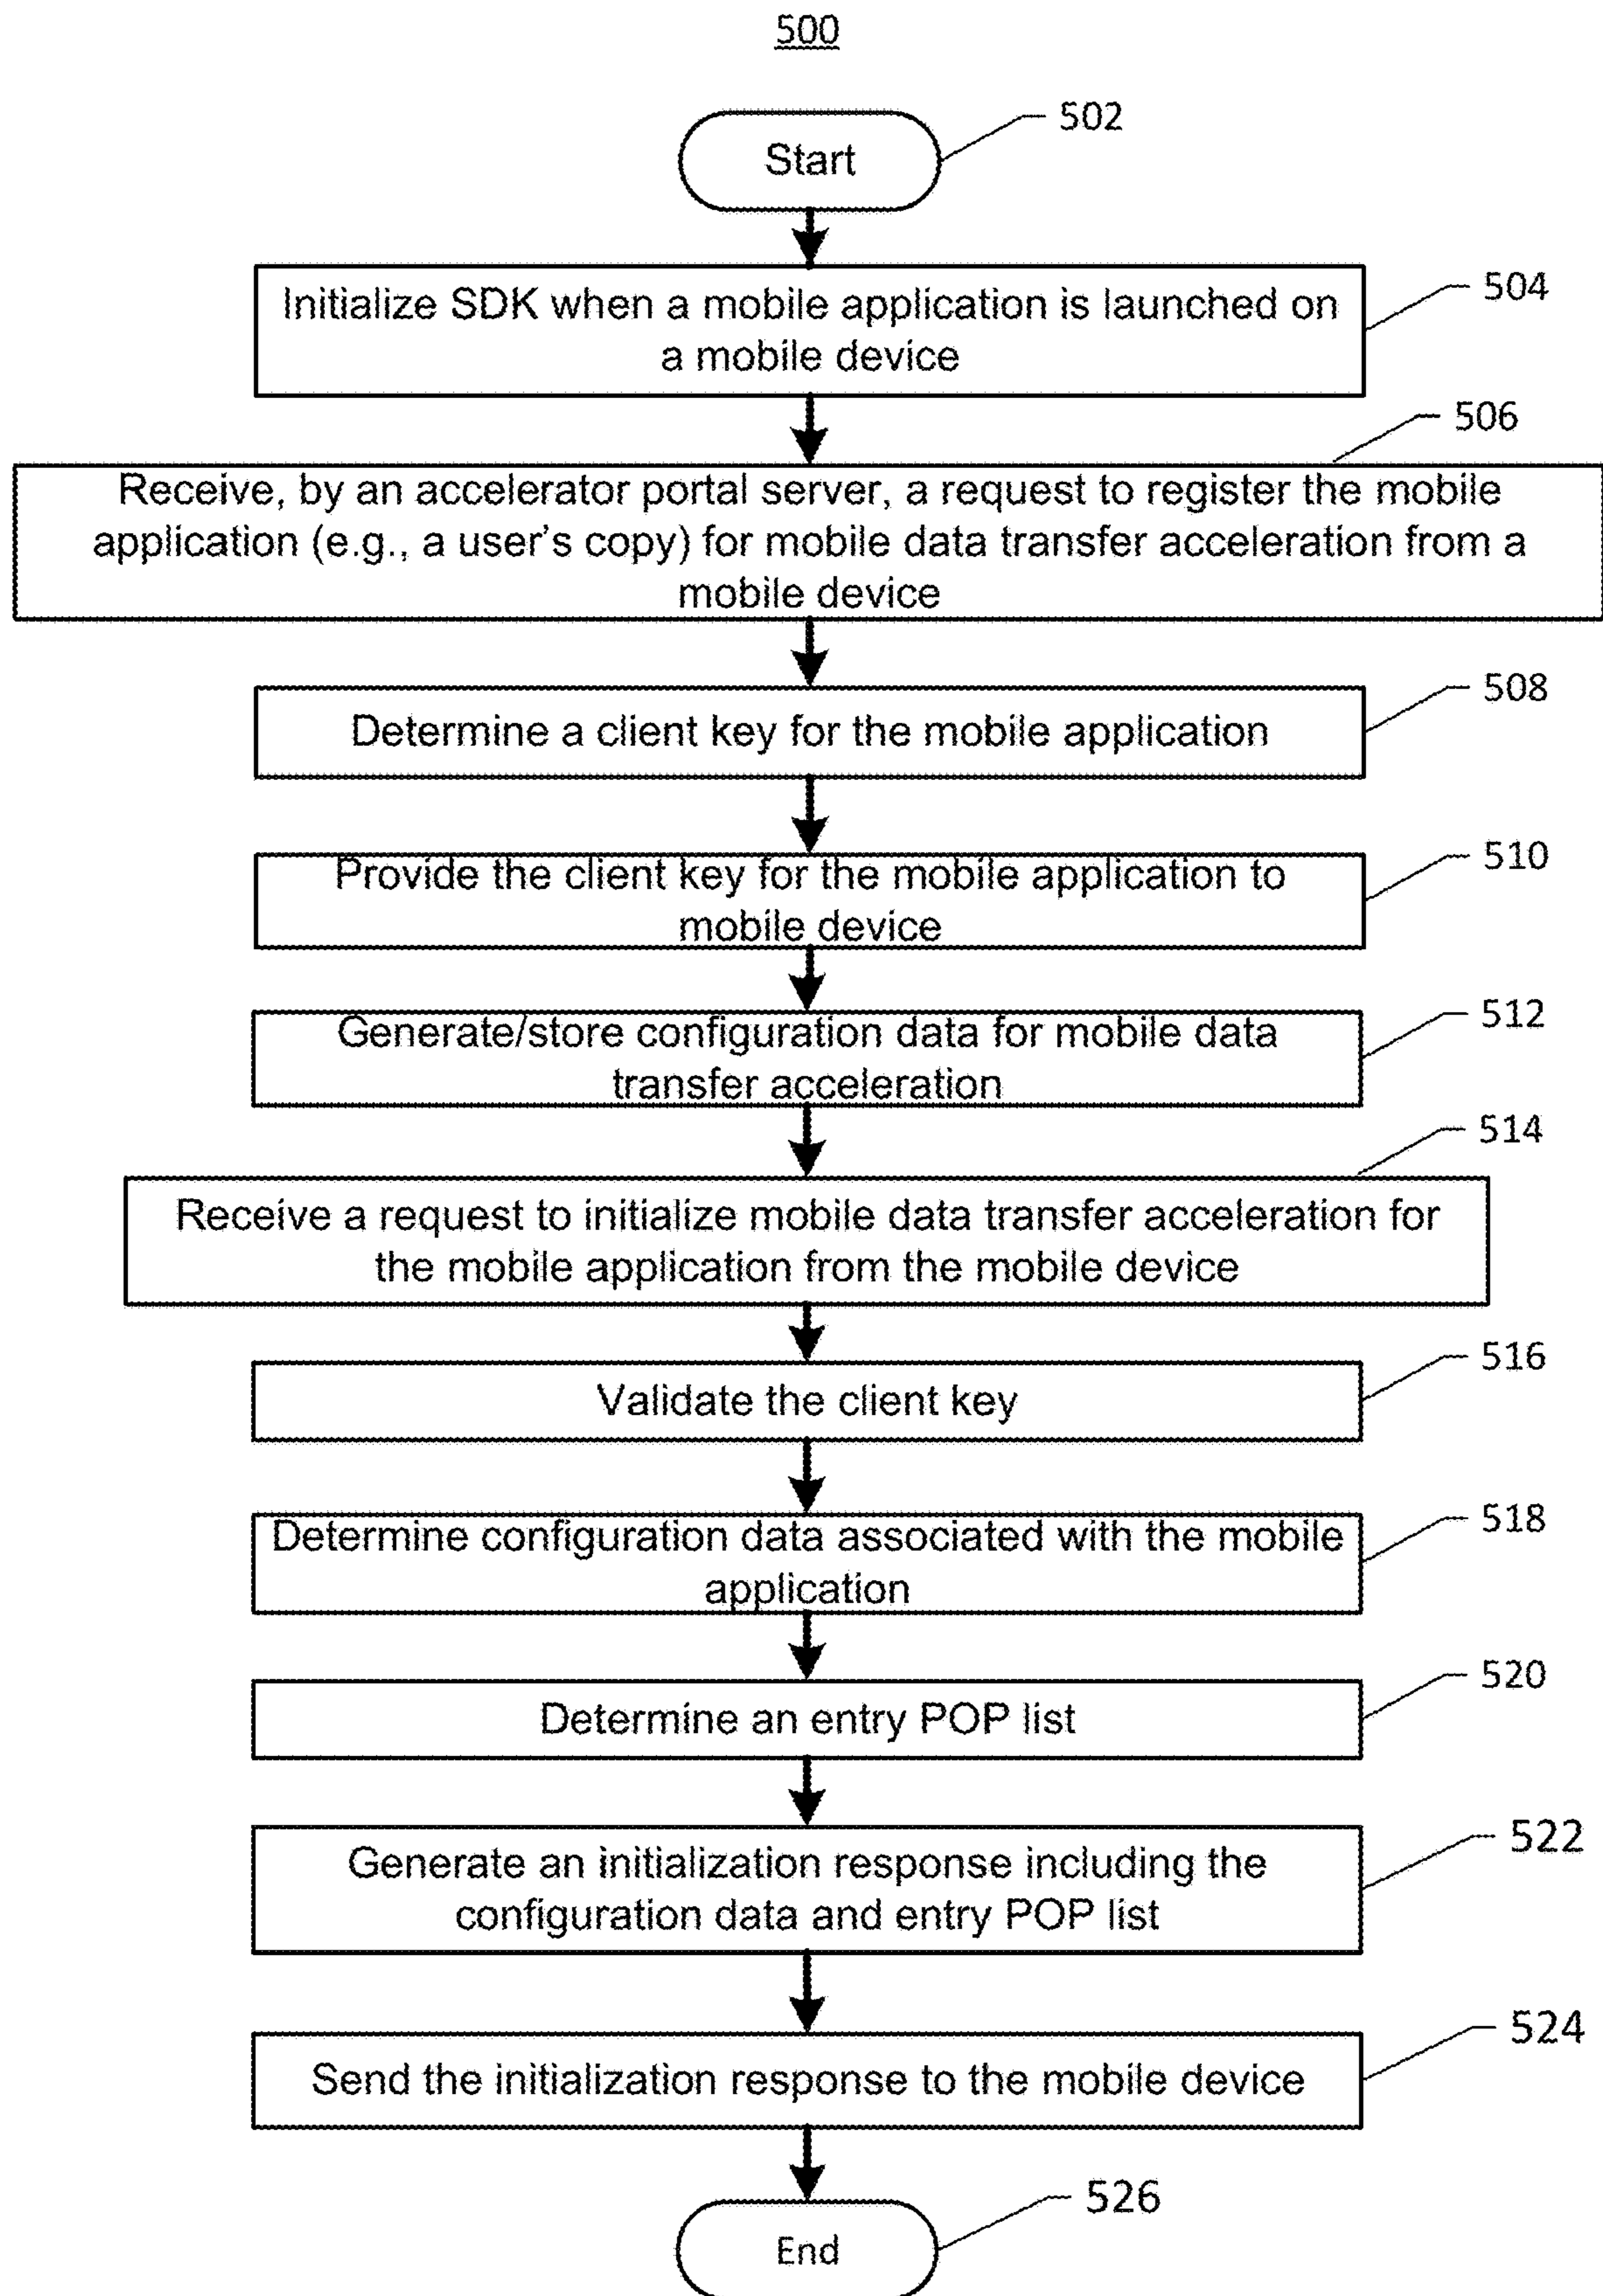 500
502
Start
504
Initialize SDK when a mobile application is launched on
a mobile device
506
Receive, by an accelerator portal server, a request to register the mobile
application (e.g., a user's copy) for mobile data transfer acceleration from a
mobile device
508
Determine a client key for the mobile application
510
Provide the client key for the mobile application to
mobile device
512
Generate/store configuration data for mobile data
transfer acceleration
514
Receive a request to initialize mobile data transfer acceleration for
the mobile application from the mobile device
516
Validate the client key
518
Determine configuration data associated with the mobile
application
520
Determine an entry POP list
522
Generate an initialization response including the
configuration data and entry POP list
524
Send the initialization response to the mobile device
526
End